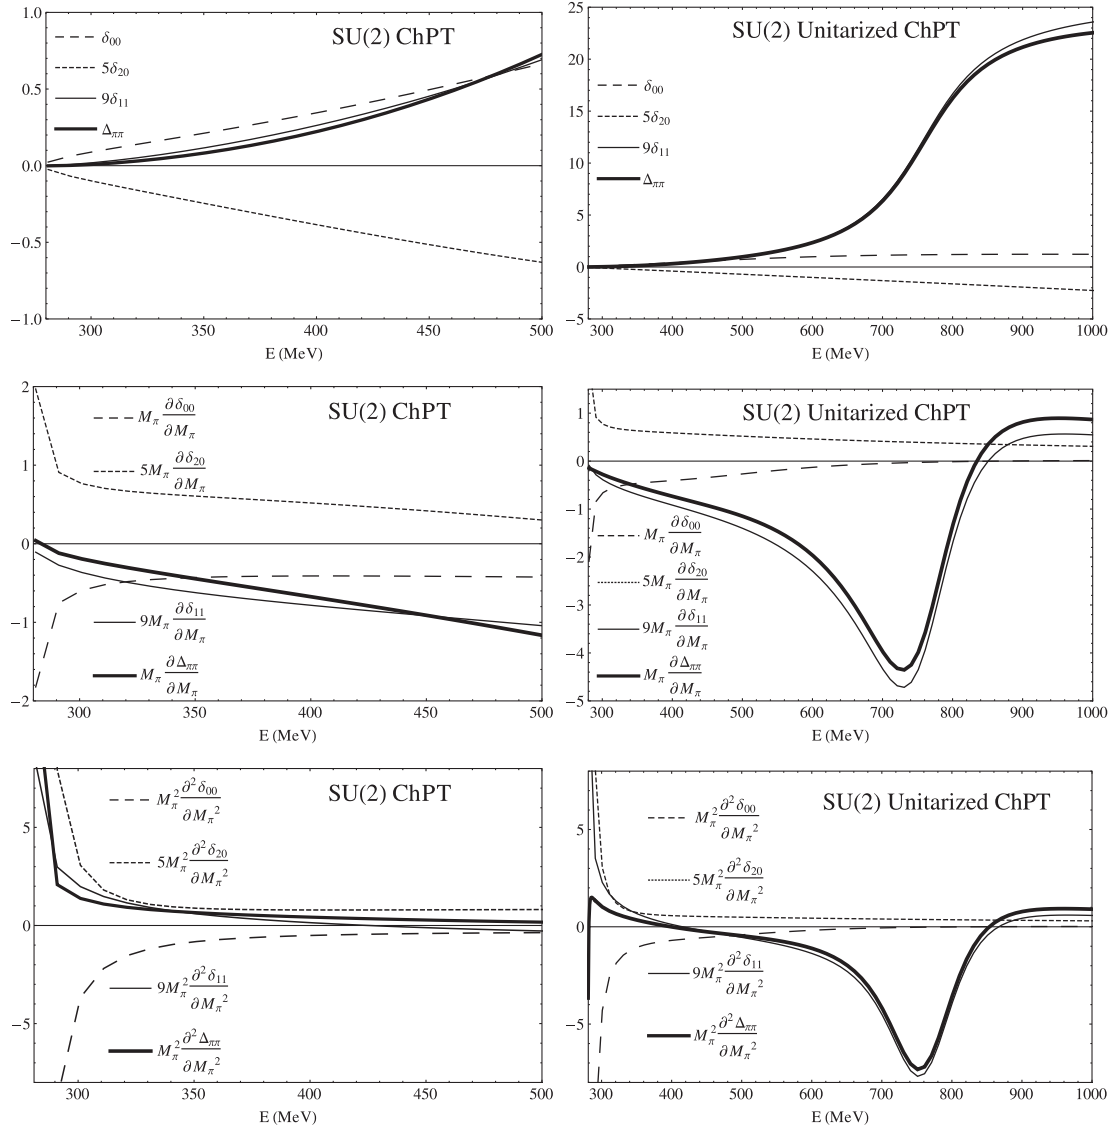 SU(2) ChPT
δ₀₀
5δ₂₀
9δ₁₁
Δππ
1.0
0.5
0.0
−0.5
−1.0
300 350 400 450 500
E (MeV)
SU(2) Unitarized ChPT
δ₀₀
5δ₂₀
9δ₁₁
Δππ
25
20
15
10
5
0
−5
300 400 500 600 700 800 900 1000
E (MeV)
SU(2) ChPT
Mπ ∂δ₀₀/∂Mπ
5Mπ ∂δ₂₀/∂Mπ
9Mπ ∂δ₁₁/∂Mπ
Mπ ∂Δππ/∂Mπ
2
1
0
−1
−2
300 350 400 450 500
E (MeV)
SU(2) Unitarized ChPT
Mπ ∂δ₀₀/∂Mπ
5Mπ ∂δ₂₀/∂Mπ
9Mπ ∂δ₁₁/∂Mπ
Mπ ∂Δππ/∂Mπ
1
0
−1
−2
−3
−4
−5
300 400 500 600 700 800 900 1000
E (MeV)
SU(2) ChPT
Mπ² ∂²δ₀₀/∂Mπ²
5Mπ² ∂²δ₂₀/∂Mπ²
9Mπ² ∂²δ₁₁/∂Mπ²
Mπ² ∂²Δππ/∂Mπ²
5
0
−5
300 350 400 450 500
E (MeV)
SU(2) Unitarized ChPT
Mπ² ∂²δ₀₀/∂Mπ²
5Mπ² ∂²δ₂₀/∂Mπ²
9Mπ² ∂²δ₁₁/∂Mπ²
Mπ² ∂²Δππ/∂Mπ²
5
0
−5
300 400 500 600 700 800 900 1000
E (MeV)